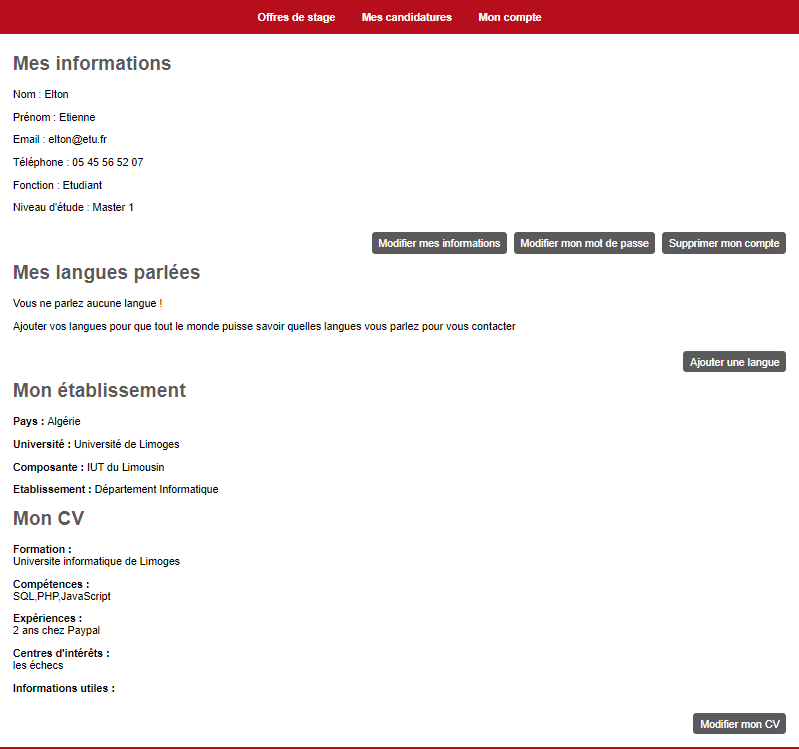 Offres de stage Mes candidatures Mon compte
Mes informations
Nom : Elton
Prénom : Etienne
Email : elton@etu.fr
Téléphone : 05 45 56 52 07
Fonction : Etudiant
Niveau d'étude : Master 1
Modifier mes informations Modifier mon mot de passe Supprimer mon compte
Mes langues parlées
Vous ne parlez aucune langue !
Ajouter vos langues pour que tout le monde puisse savoir quelles langues vous parlez pour vous contacter
Ajouter une langue
Mon établissement
Pays : Algérie
Université : Université de Limoges
Composante : IUT du Limousin
Etablissement : Département Informatique
Mon CV
Formation :
Universite informatique de Limoges
Compétences :
SQL,PHP,JavaScript
Expériences :
2 ans chez Paypal
Centres d'intérêts :
les échecs
Informations utiles :
Modifier mon CV